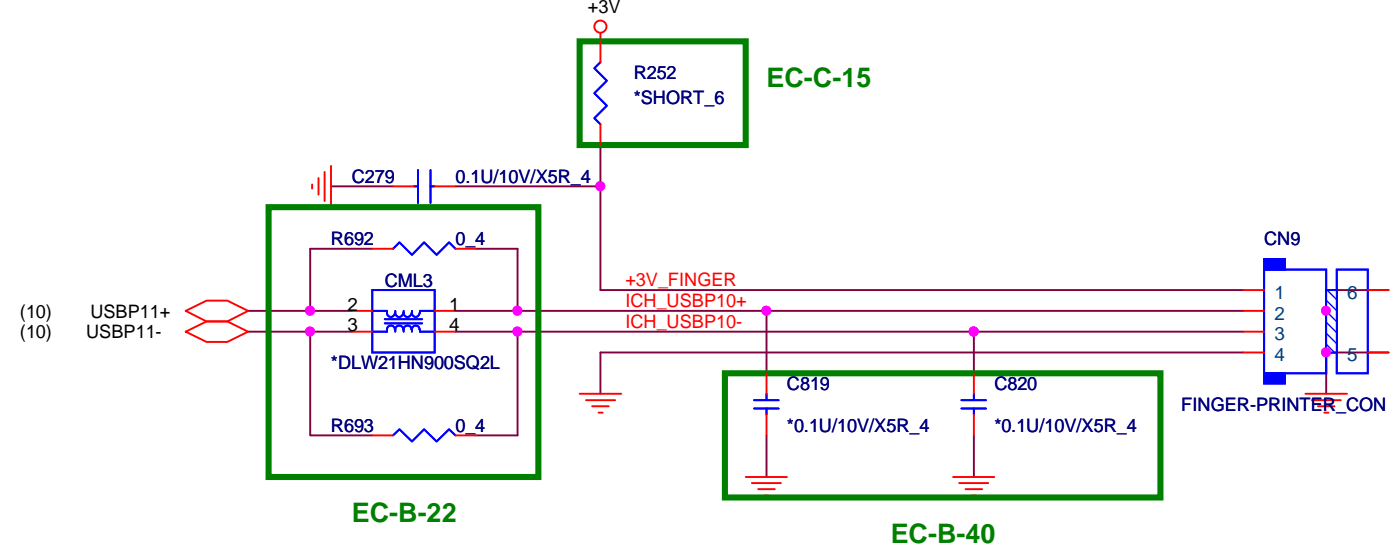 +3V
R252
*SHORT_6
EC-C-15
C279
0.1U/10V/X5R_4
R692
0_4
CML3
CN9
+3V_FINGER
ICH_USBP10+
ICH_USBP10-
(10)
USBP11+
(10)
USBP11-
2
1
3
4
*DLW21HN900SQ2L
1
2
3
4
6
5
R693
0_4
C819
*0.1U/10V/X5R_4
C820
*0.1U/10V/X5R_4
FINGER-PRINTER_CON
EC-B-22
EC-B-40